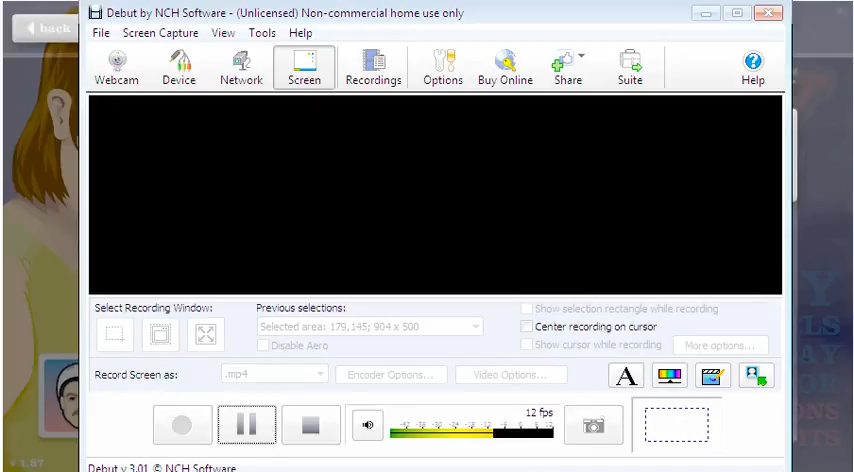 Debut by NCH Software - (Unlicensed) Non-commercial home use only
back
File Screen Capture View Tools Help
Webcam Device Network Screen Recordings Options Buy Online Share Suite Help
Select Recording Window:
Previous selections:
Show selection rectangle while recording
Selected area: 179,145; 904 x 500
Center recording on cursor
Disable Aero
Show cursor while recording
More options...
Record Screen as:
.mp4
Encoder Options...
Video Options...
A
12 fps
V 1.87
Debut v 3.01 © NCH Software